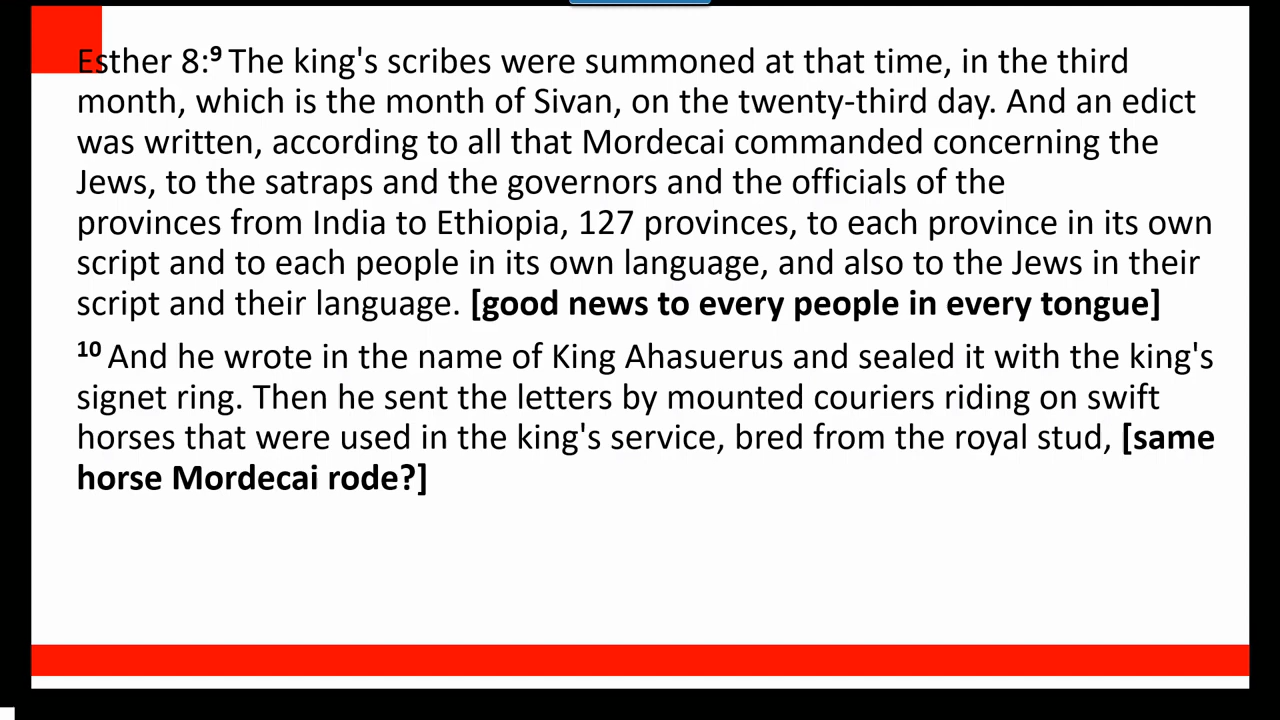 Esther 8:⁹ The king's scribes were summoned at that time, in the third
month, which is the month of Sivan, on the twenty-third day. And an edict
was written, according to all that Mordecai commanded concerning the
Jews, to the satraps and the governors and the officials of the
provinces from India to Ethiopia, 127 provinces, to each province in its own
script and to each people in its own language, and also to the Jews in their
script and their language. [good news to every people in every tongue]
¹⁰ And he wrote in the name of King Ahasuerus and sealed it with the king's
signet ring. Then he sent the letters by mounted couriers riding on swift
horses that were used in the king's service, bred from the royal stud, [same
horse Mordecai rode?]